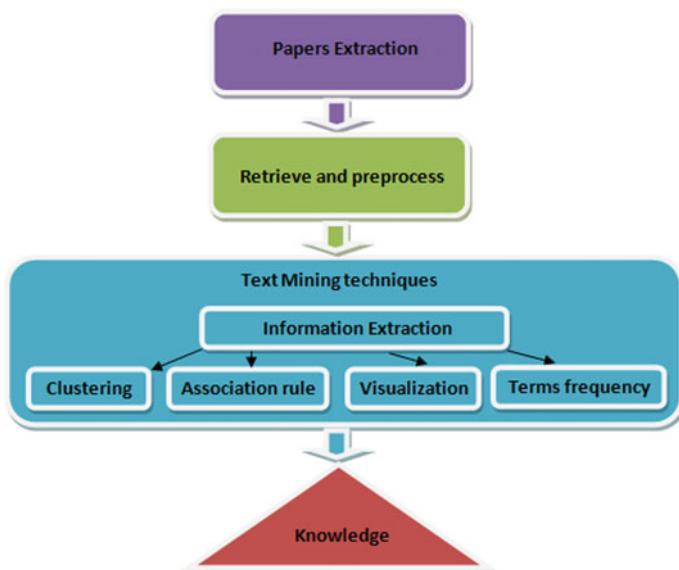 Papers Extraction
Retrieve and preprocess
Text Mining techniques
Information Extraction
Clustering
Association rule
Visualization
Terms frequency
Knowledge